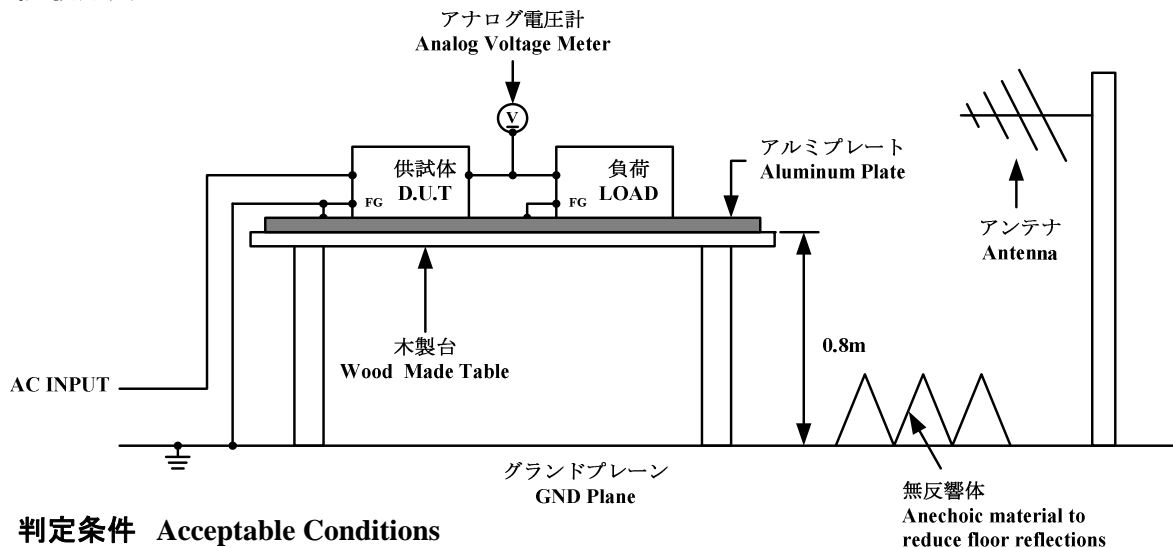 アナログ電圧計
Analog Voltage Meter
V
供試体
D.U.T
FG
負荷
LOAD
FG
アルミプレート
Aluminum Plate
アンテナ
Antenna
木製台
Wood Made Table
0.8m
AC INPUT
グランドプレーン
GND Plane
無反響体
Anechoic material to
reduce floor reflections
判定条件 Acceptable Conditions